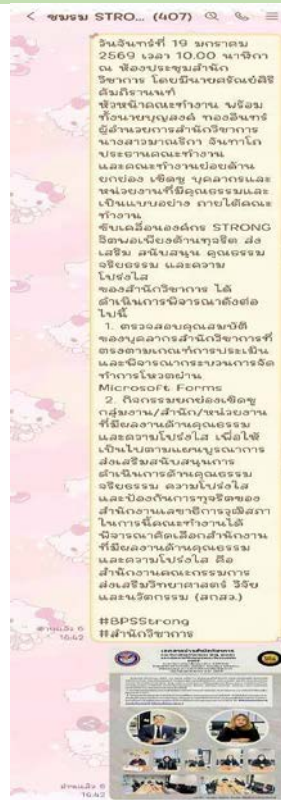 < ชมรม STRO... (407)
วันจันทร์ที่ 19 มกราคม
2569 เวลา 10.00 นาฬิกา
ณ ห้องประชุมสำนัก
วิชาการ โดยมีนายศรัณย์ศิริ
คัมภิรานนท์
หัวหน้าคณะทำงาน พร้อม
ทั้งนายบุญสงค์ ทองอินทร์
ผู้อำนวยการสำนักวิชาการ
นางสาวมาณริกา จันทาโภ
ประธานคณะทำงาน
และคณะทำงานย่อยด้าน
ยกย่อง เชิดชู บุคลากรและ
หน่วยงานที่มีคุณธรรมและ
เป็นแบบอย่าง ภายใต้คณะ
ทำงาน
ขับเคลื่อนองค์กร STRONG
จิตพอเพียงต้านทุจริต ส่ง
เสริม สนับสนุน คุณธรรม
จริยธรรม และความ
โปร่งใส
ของสำนักวิชาการ ได้
ดำเนินการพิจารณาดังต่อ
ไปนี้
1. ตรวจสอบคุณสมบัติ
ของบุคลากรสำนักวิชาการที่
ตรงตามเกณฑ์การประเมิน
และพิจารณากระบวนการจัด
ทำการโหวตผ่าน
Microsoft Forms
2. กิจกรรมยกย่องเชิดชู
กลุ่มงาน/สำนัก/หน่วยงาน
ที่มีผลงานด้านคุณธรรม
และความโปร่งใส เพื่อให้
เป็นไปตามแผนบูรณาการ
ส่งเสริมสนับสนุนการ
ดำเนินการด้านคุณธรรม
จริยธรรม ความโปร่งใส
และป้องกันการทุจริตของ
สำนักงานเลขาธิการวุฒิสภา
ในการนี้คณะทำงานได้
พิจารณาคัดเลือกสำนักงาน
ที่มีผลงานด้านคุณธรรม
และความโปร่งใส คือ
สำนักงานคณะกรรมการ
ส่งเสริมวิทยาศาสตร์ วิจัย
และนวัตกรรม (สกสว.)
#BPSStrong
#สำนักวิชาการ
อ่านแล้ว 6
16:42
อ่านแล้ว 6
16:42